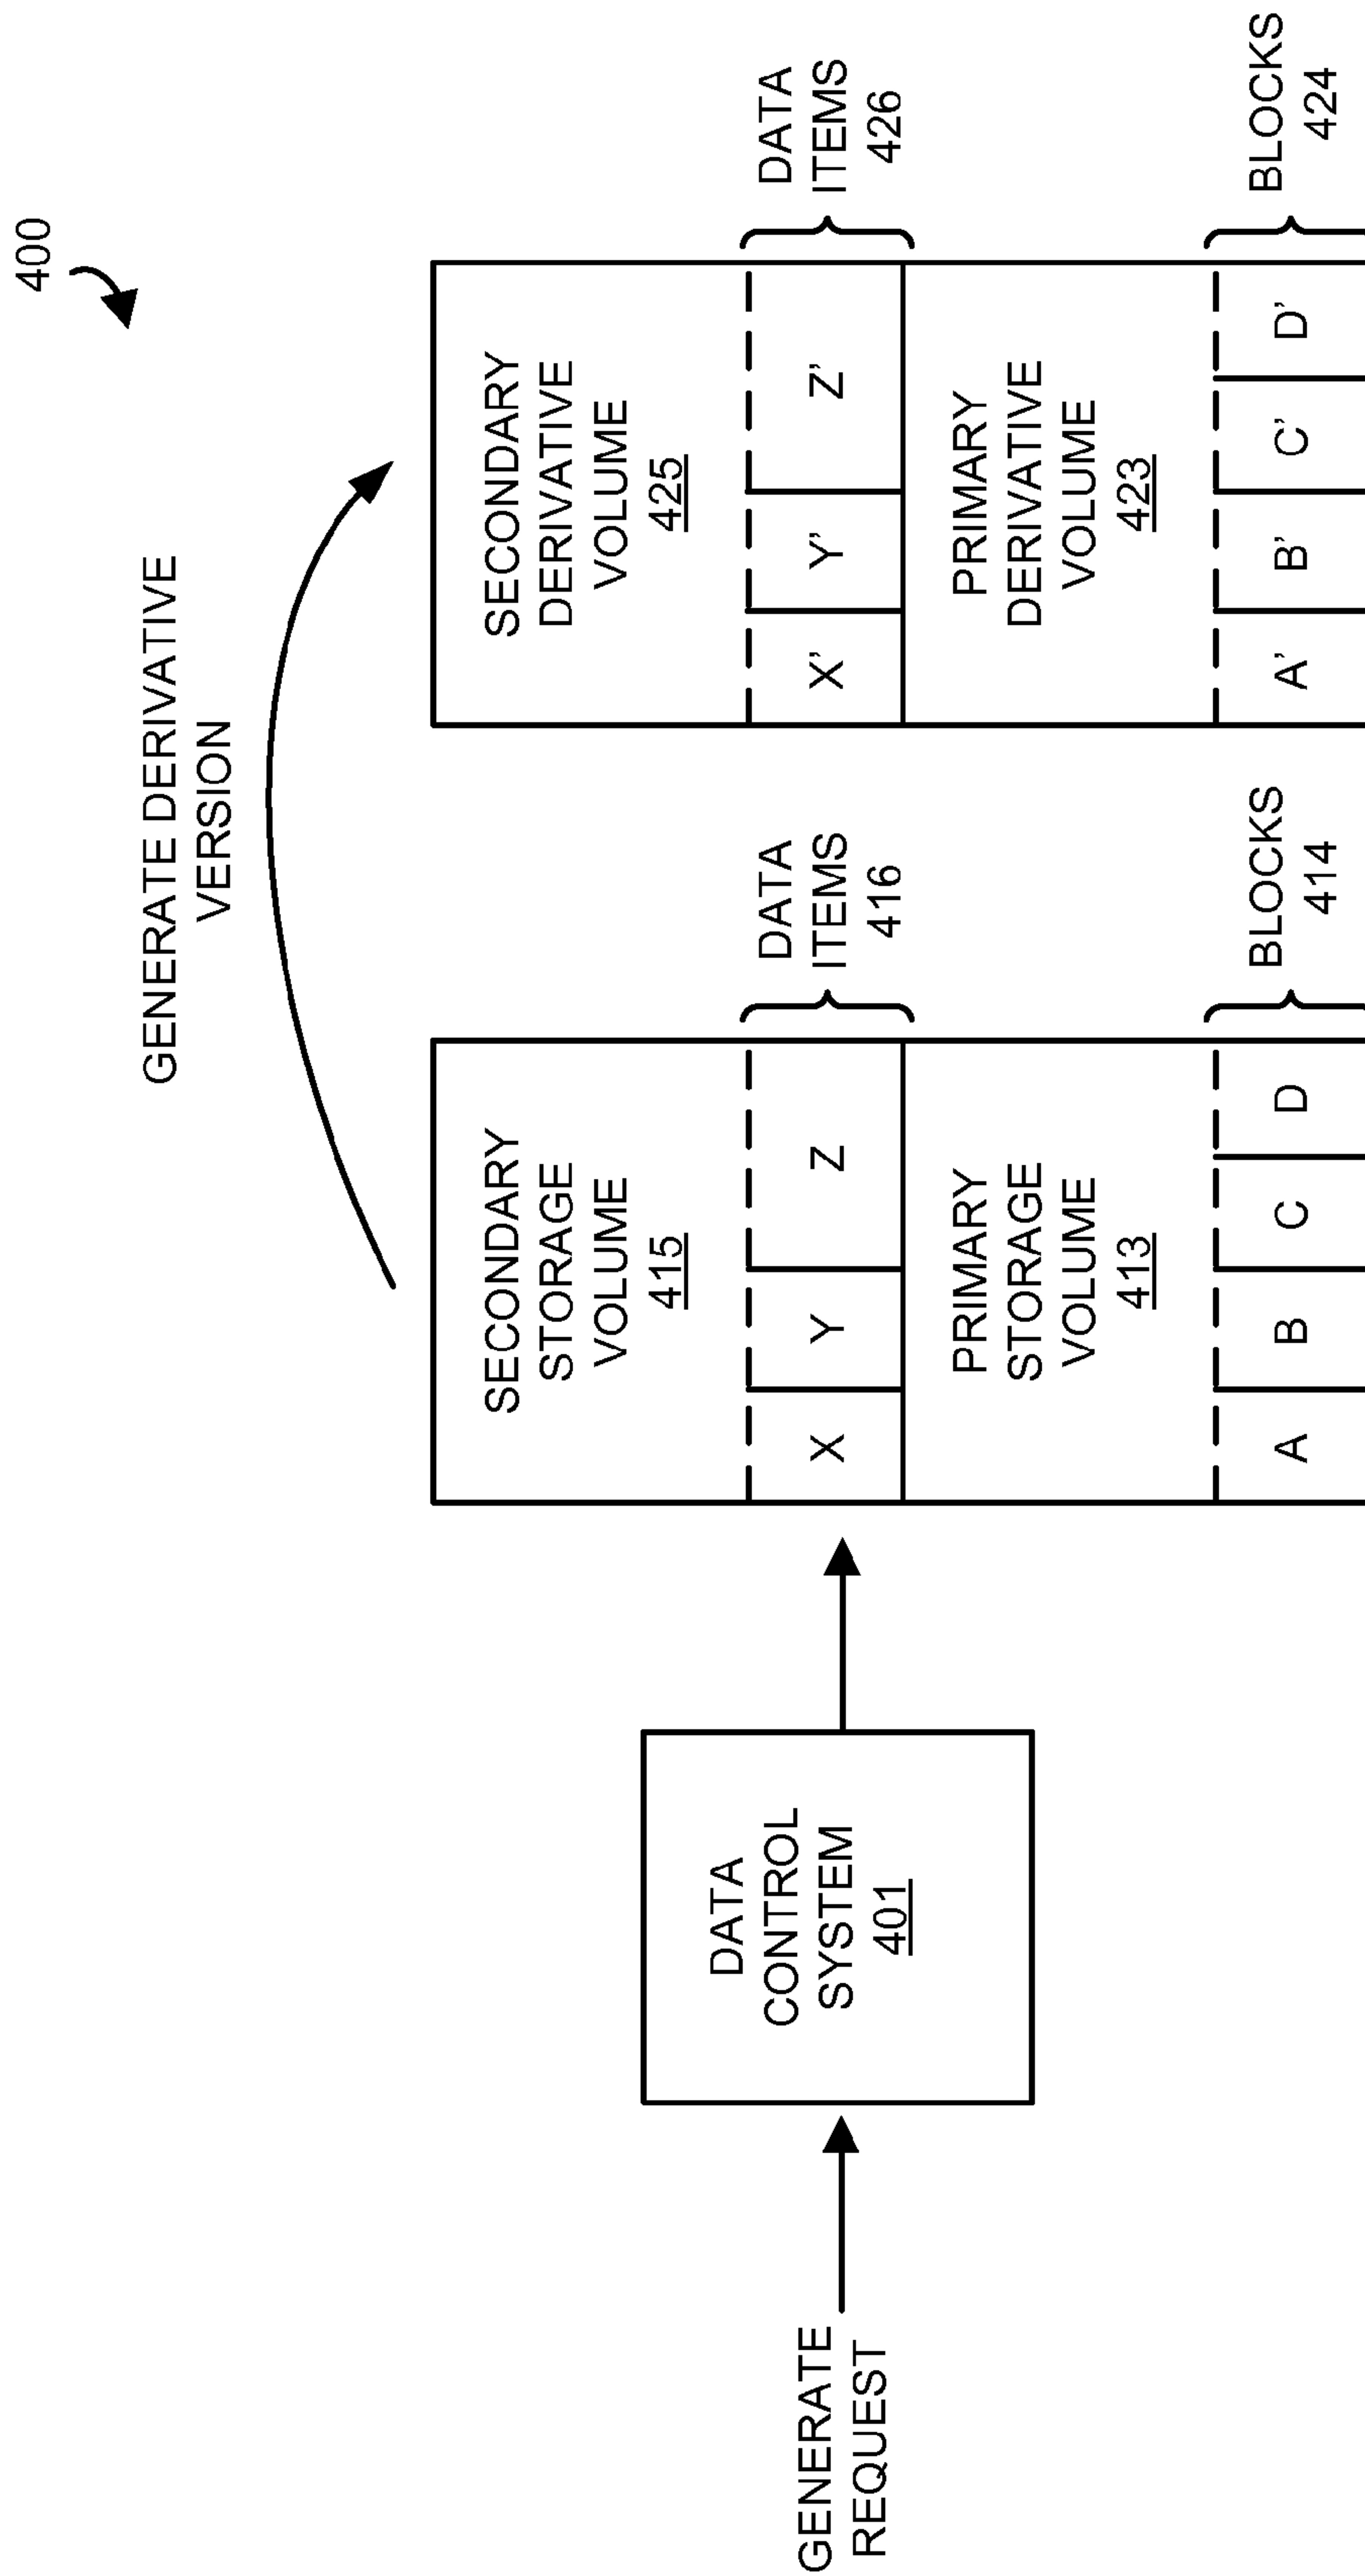 400
GENERATE DERIVATIVE
VERSION
GENERATE
REQUEST
DATA
CONTROL
SYSTEM
401
SECONDARY
STORAGE
VOLUME
415
X Y Z
DATA
ITEMS
416
PRIMARY
STORAGE
VOLUME
413
A B C D
BLOCKS
414
SECONDARY
DERIVATIVE
VOLUME
425
X' Y' Z'
DATA
ITEMS
426
PRIMARY
DERIVATIVE
VOLUME
423
A' B' C' D'
BLOCKS
424